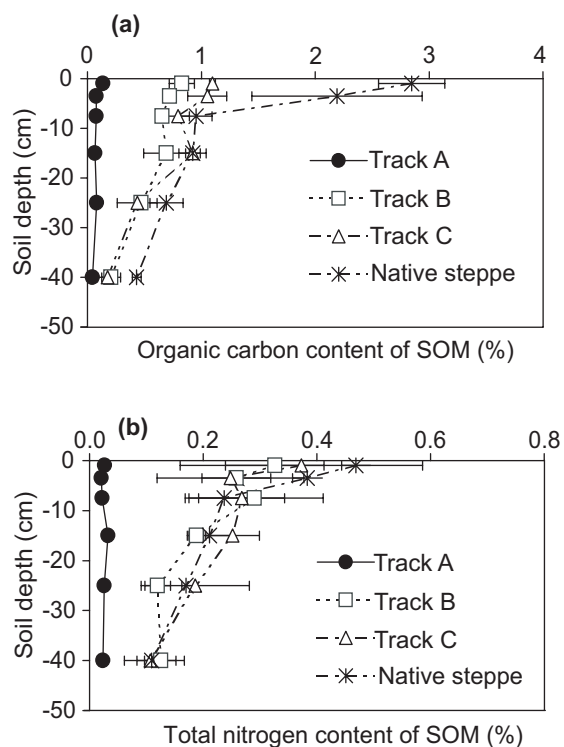 (a)
0 1 2 3 4
0
-10
-20
-30
-40
-50
Soil depth (cm)
Track A
Track B
Track C
Native steppe
Organic carbon content of SOM (%)
(b)
0.0 0.2 0.4 0.6 0.8
0
-10
-20
-30
-40
-50
Soil depth (cm)
Track A
Track B
Track C
Native steppe
Total nitrogen content of SOM (%)